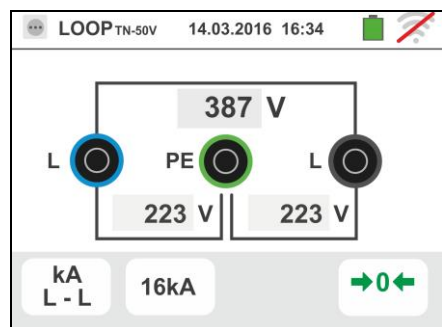 LOOP TN-50V 14.03.2016 16:34
387 V
L PE L
223 V 223 V
kA
L - L
16kA
➔0←